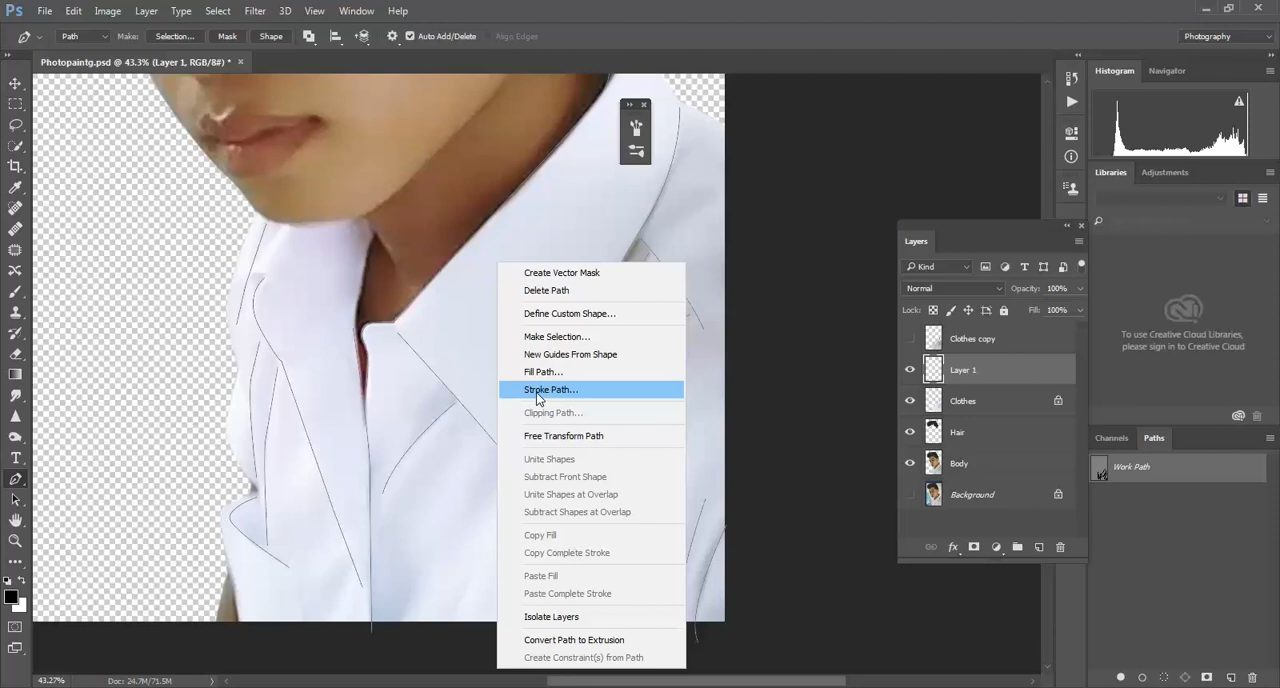 Ps File Edit Image Layer Type Select Filter 3D View Window Help
Path Make: Selection... Mask Shape Auto Add/Delete Align Edges Photography
Photopaintg.psd @ 43.3% (Layer 1, RGB/8#) *
Histogram Navigator
Libraries Adjustments
To use Creative Cloud Libraries,
please sign in to Creative Cloud
Channels Paths
Work Path
Layers
Kind
Normal Opacity: 100%
Lock: Fill: 100%
Clothes copy
Layer 1
Clothes
Hair
Body
Background
fx
Create Vector Mask
Delete Path
Define Custom Shape...
Make Selection...
New Guides From Shape
Fill Path...
Stroke Path...
Clipping Path...
Free Transform Path
Unite Shapes
Subtract Front Shape
Unite Shapes at Overlap
Subtract Shapes at Overlap
Copy Fill
Copy Complete Stroke
Paste Fill
Paste Complete Stroke
Isolate Layers
Convert Path to Extrusion
Create Constraint(s) from Path
43.27% Doc: 24.7M/71.5M